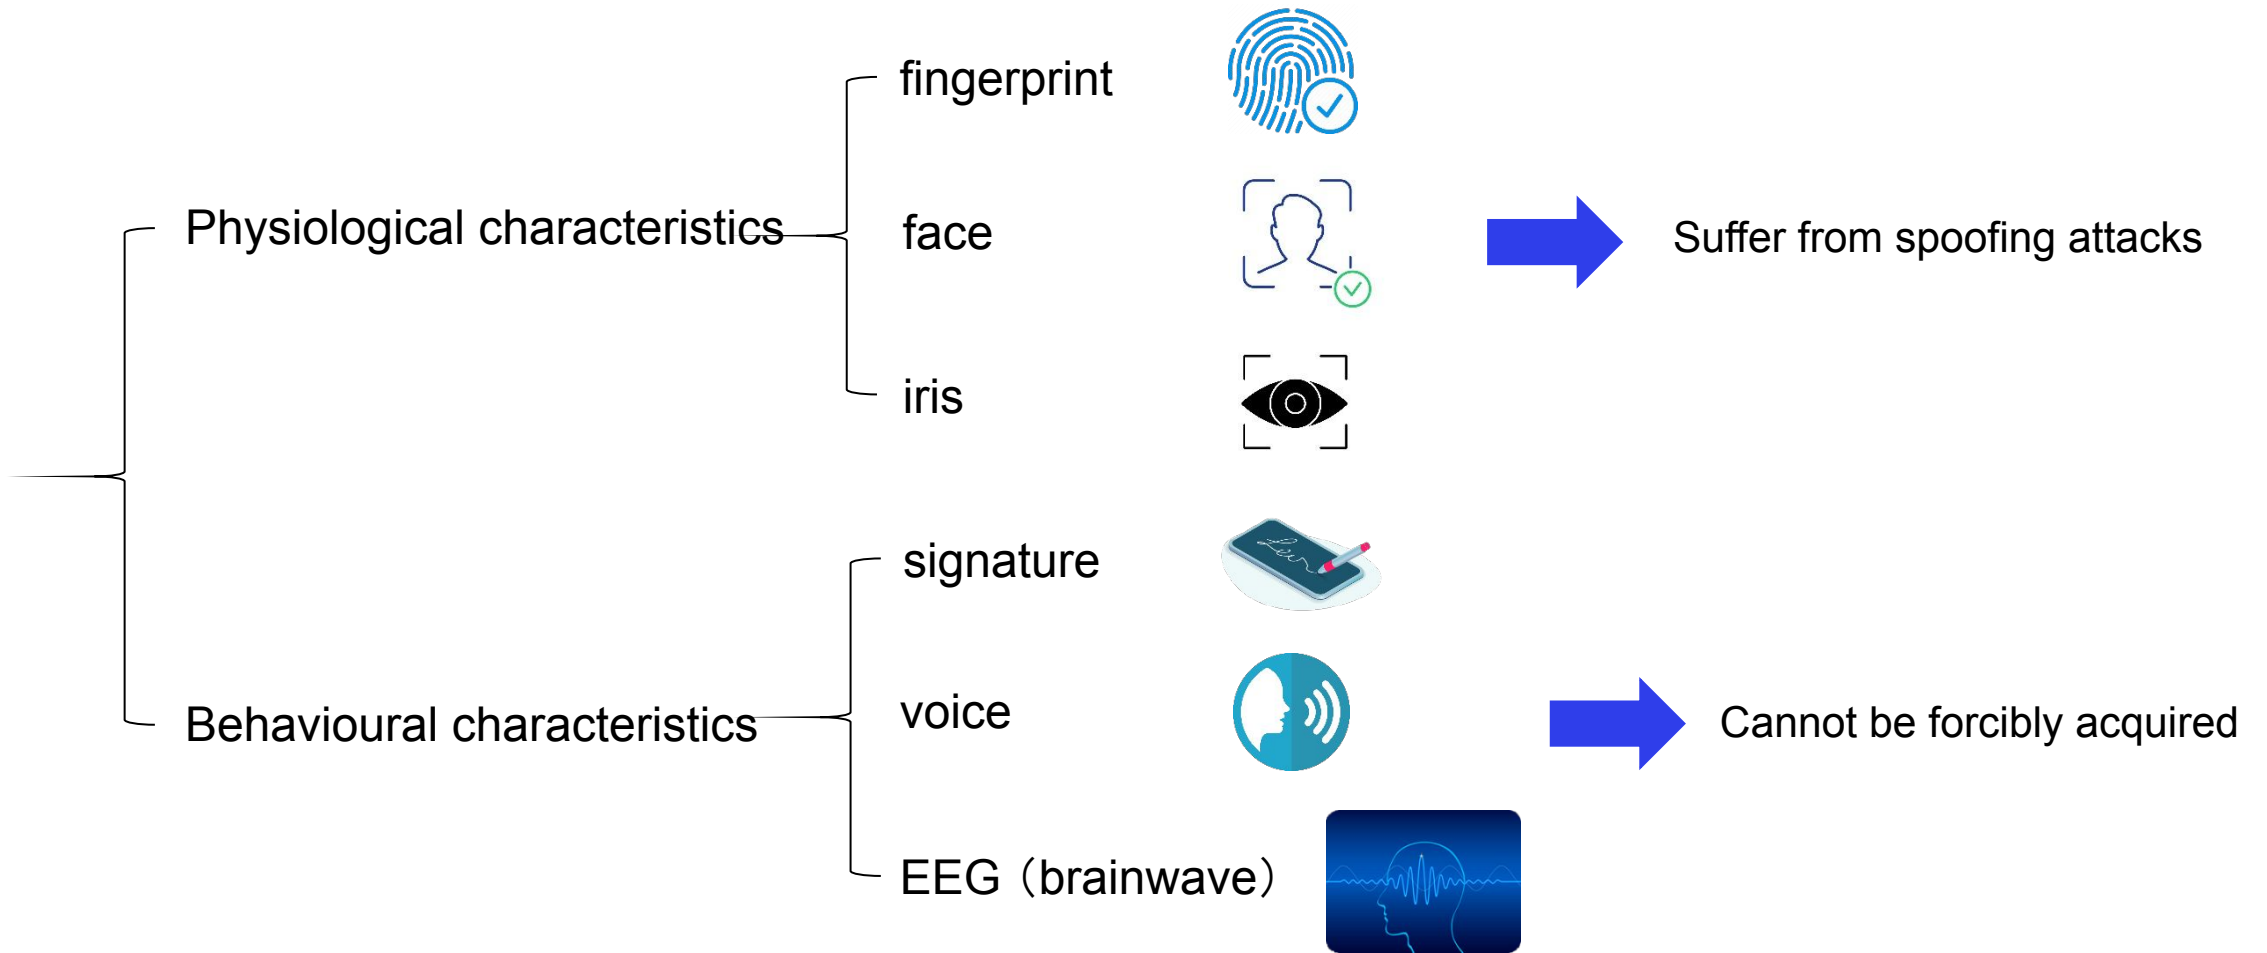 fingerprint
Physiological characteristics
face
Suffer from spoofing attacks
iris
signature
Behavioural characteristics
voice
Cannot be forcibly acquired
EEG（brainwave）